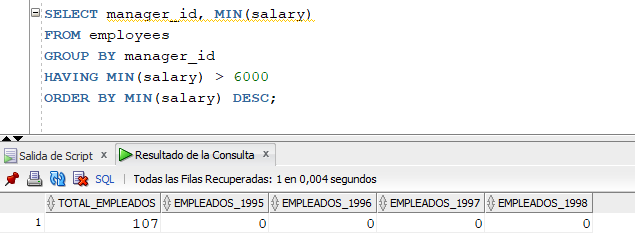 SELECT manager_id, MIN(salary)
FROM employees
GROUP BY manager_id
HAVING MIN(salary) > 6000
ORDER BY MIN(salary) DESC;
Salida de Script x Resultado de la Consulta x
SQL | Todas las Filas Recuperadas: 1 en 0,004 segundos
TOTAL_EMPLEADOS EMPLEADOS_1995 EMPLEADOS_1996 EMPLEADOS_1997 EMPLEADOS_1998
1 107 0 0 0 0